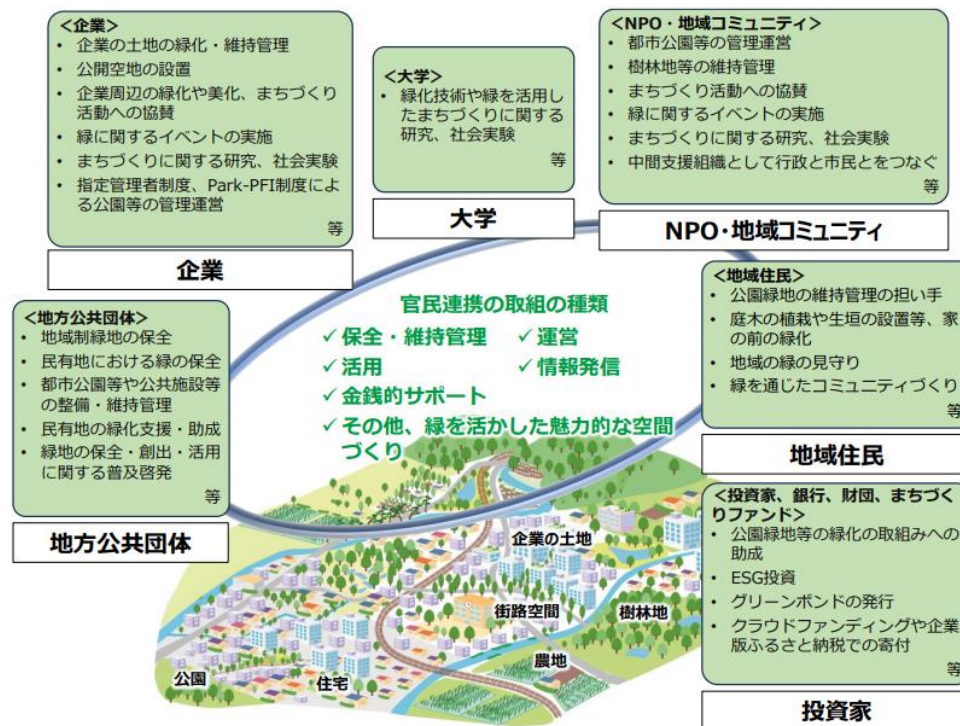 <企業>
• 企業の土地の緑化・維持管理
• 公開空地の設置
• 企業周辺の緑化や美化、まちづくり
活動への協賛
• 緑に関するイベントの実施
• まちづくりに関する研究、社会実験
• 指定管理者制度、Park-PFI制度によ
る公園等の管理運営
等
企業
<大学>
• 緑化技術や緑を活用し
たまちづくりに関する
研究、社会実験
等
大学
<NPO・地域コミュニティ>
• 都市公園等の管理運営
• 樹林地等の維持管理
• まちづくり活動への協賛
• 緑に関するイベントの実施
• まちづくりに関する研究、社会実験
• 中間支援組織として行政と市民とをつなぐ
等
NPO・地域コミュニティ
<地方公共団体>
• 地域制緑地の保全
• 民有地における緑の保全
• 都市公園等や公共施設等
の整備・維持管理
• 民有地の緑化支援・助成
• 緑地の保全・創出・活用
に関する普及啓発
等
地方公共団体
官民連携の取組の種類
✓ 保全・維持管理 ✓ 運営
✓ 活用 ✓ 情報発信
✓ 金銭的サポート
✓ その他、緑を活かした魅力的な空間
づくり
<地域住民>
• 公園緑地の維持管理の担い手
• 庭木の植栽や生垣の設置等、家
の前の緑化
• 地域の緑の見守り
• 緑を通じたコミュニティづくり
等
地域住民
<投資家、銀行、財団、まちづく
りファンド>
• 公園緑地等の緑化の取組みへの
助成
• ESG投資
• グリーンボンドの発行
• クラウドファンディングや企業
版ふるさと納税での寄付
等
投資家
企業の土地
街路空間
樹林地
農地
住宅
公園